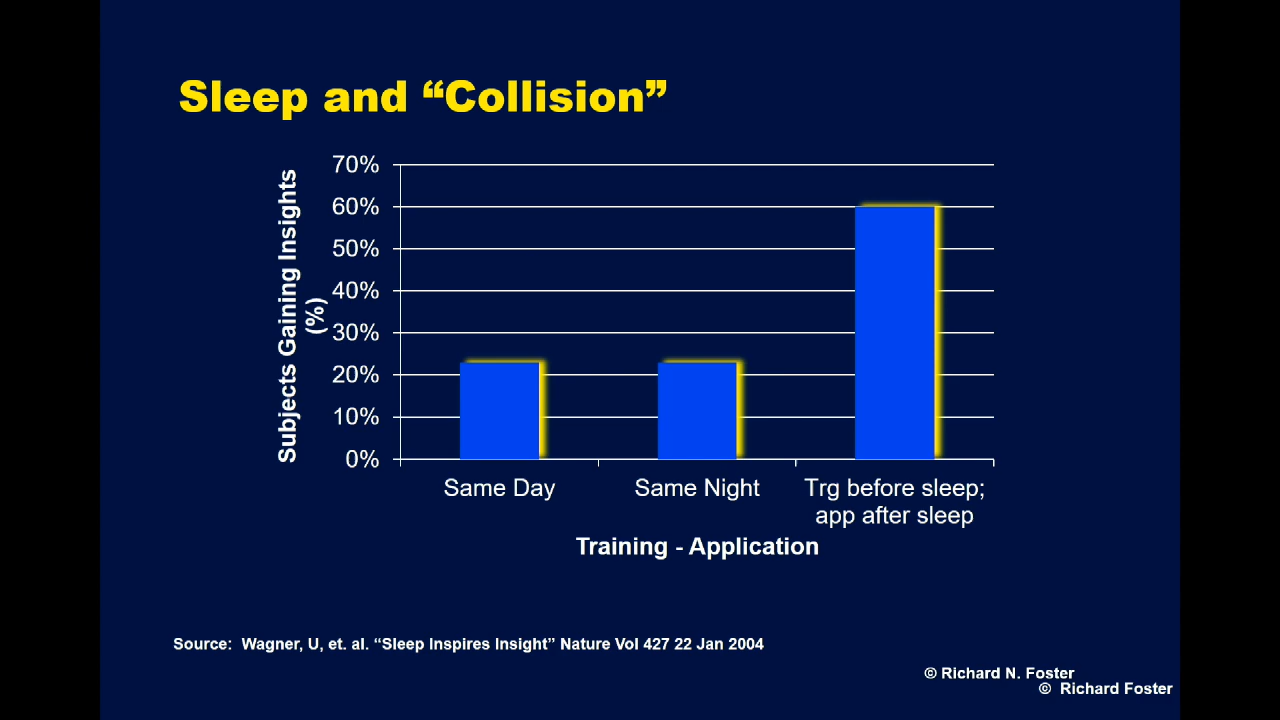 Sleep and “Collision”
Subjects Gaining Insights
(%)
70%
60%
50%
40%
30%
20%
10%
0%
Same Day
Same Night
Trg before sleep;
app after sleep
Training - Application
Source:  Wagner, U, et. al. “Sleep Inspires Insight” Nature Vol 427 22 Jan 2004
© Richard N. Foster
©  Richard Foster